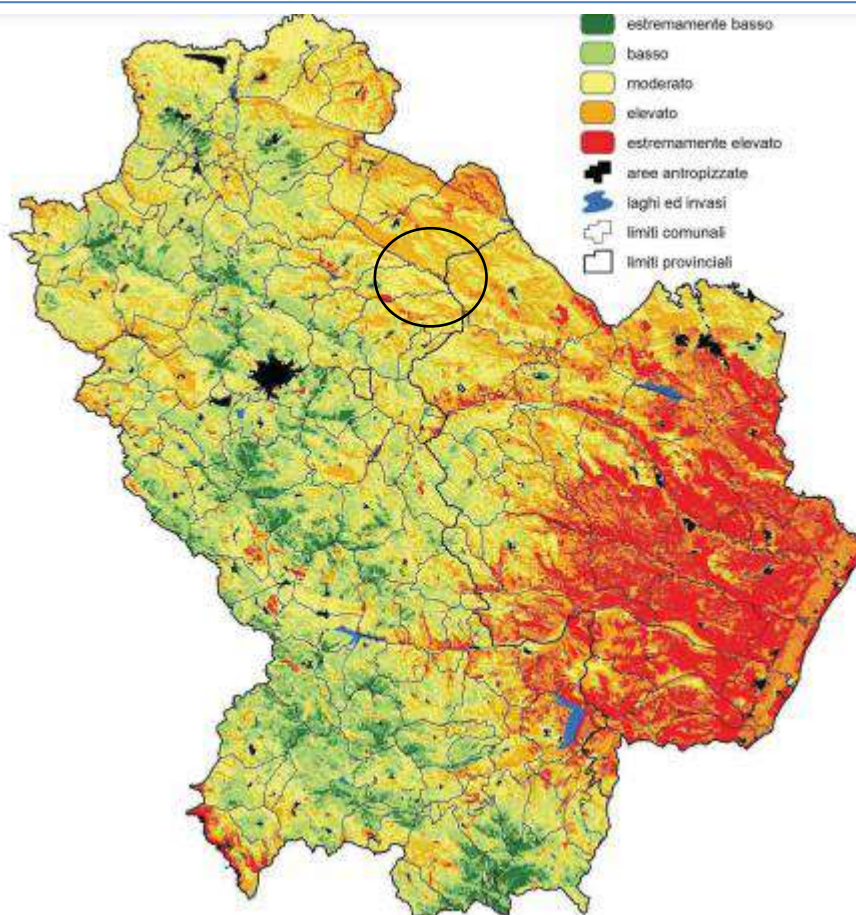 estremamente basso
basso
moderato
elevato
estremamente elevato
aree antropizzate
laghi ed invasi
limiti comunali
limiti provinciali